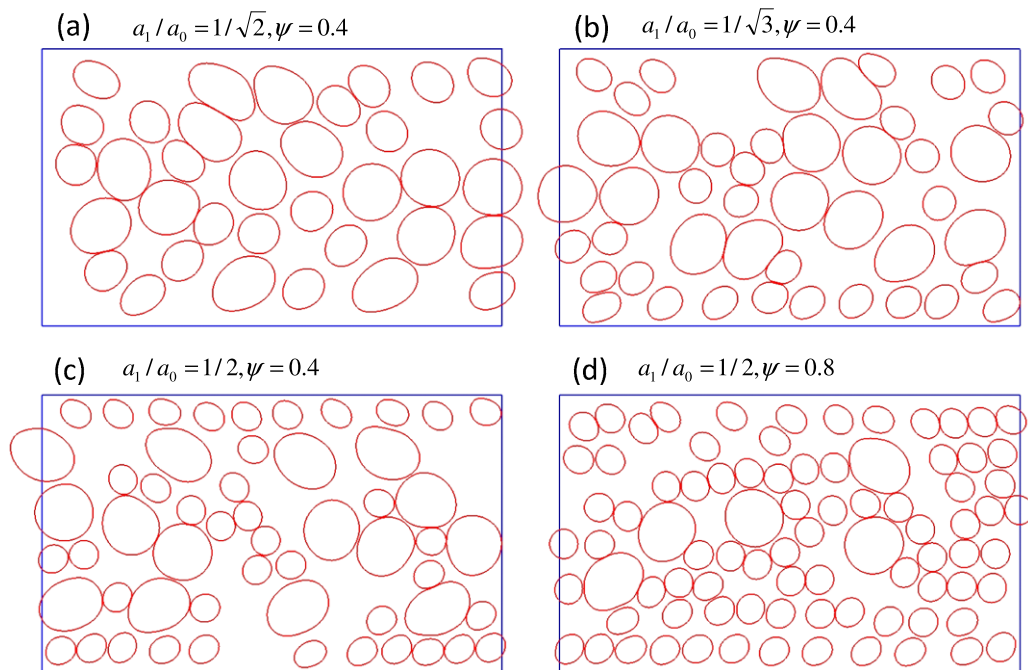 (a) a₁ / a₀ = 1/√2, ψ = 0.4
(b) a₁ / a₀ = 1/√3, ψ = 0.4
(c) a₁ / a₀ = 1/2, ψ = 0.4
(d) a₁ / a₀ = 1/2, ψ = 0.8